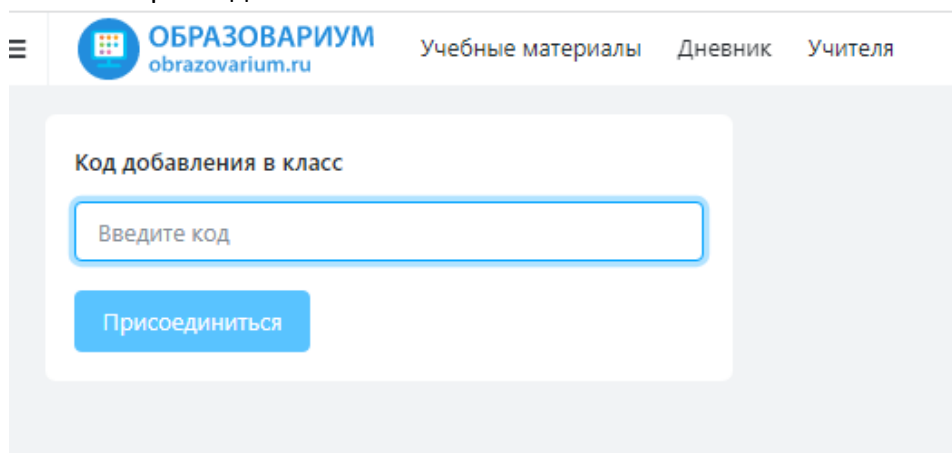 ОБРАЗОВАРИУМ
obrazovarium.ru
Учебные материалы Дневник Учителя
Код добавления в класс
Введите код
Присоединиться